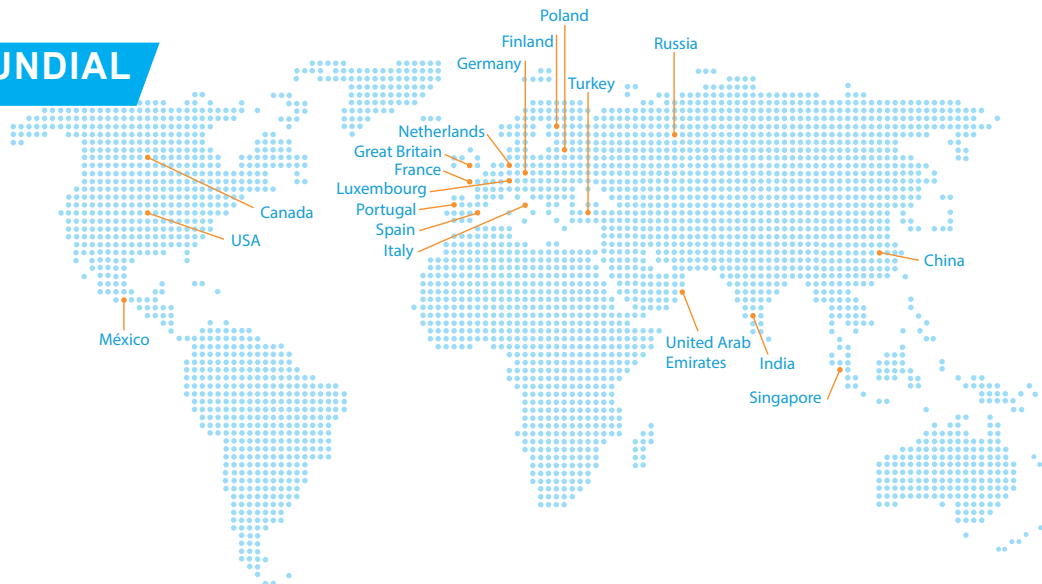 UNDIAL
Poland
Finland
Russia
Germany
Turkey
Netherlands
Great Britain
France
Luxembourg
Portugal
Spain
Italy
Canada
USA
China
México
United Arab
Emirates
India
Singapore